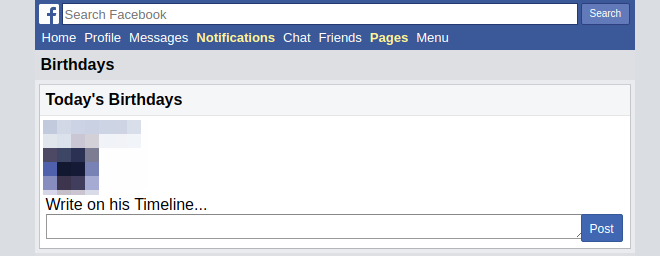 Search Facebook Search
Home Profile Messages Notifications Chat Friends Pages Menu
Birthdays
Today's Birthdays
Write on his Timeline...
Post